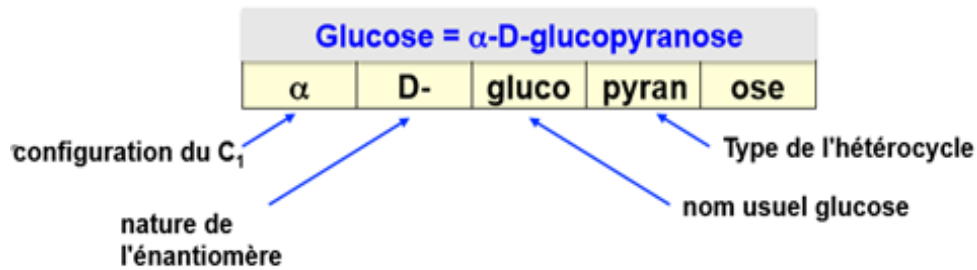 Glucose = α-D-glucopyranose
α D- gluco pyran ose
configuration du C₁
Type de l'hétérocycle
nom usuel glucose
nature de
l'énantiomère